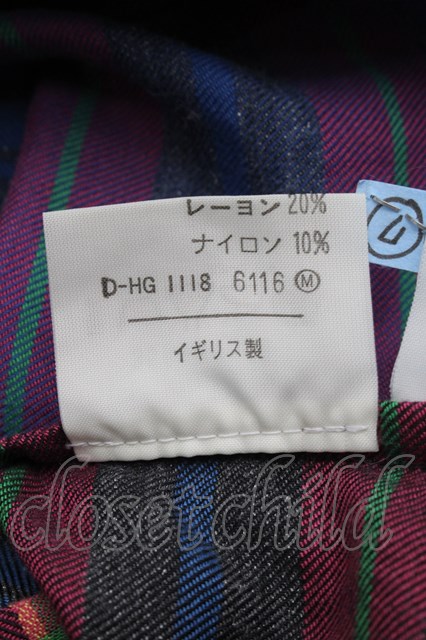 レーヨン 20%
ナイロン 10%
D-HG 1118 6116 Ⓜ
イギリス製
closet child